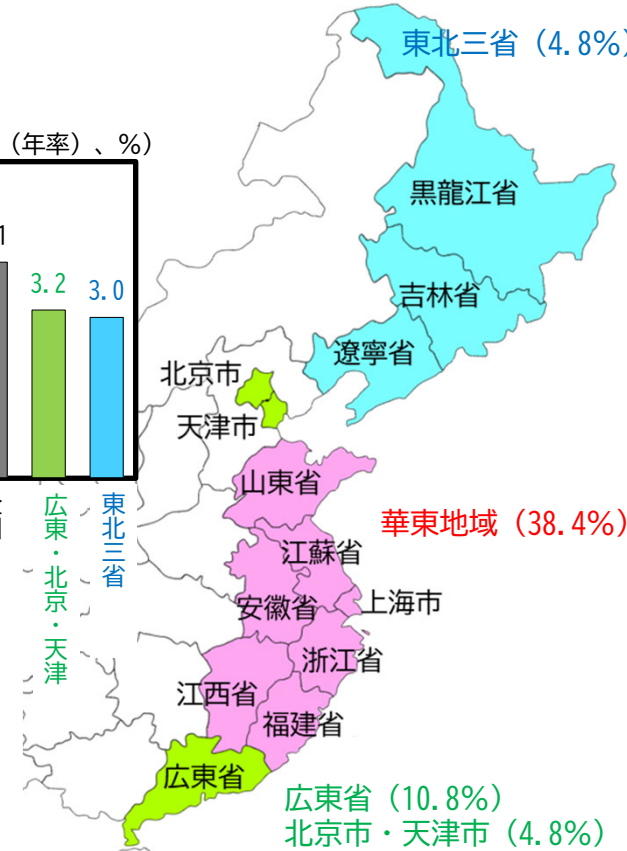 東北三省（4.8%）
（年率）、%）
3.2
3.0
広東・北京・天津
東北三省
黒龍江省
吉林省
遼寧省
北京市
天津市
山東省
華東地域（38.4%）
江蘇省
安徽省
上海市
浙江省
江西省
福建省
広東省
広東省（10.8%）
北京市・天津市（4.8%）